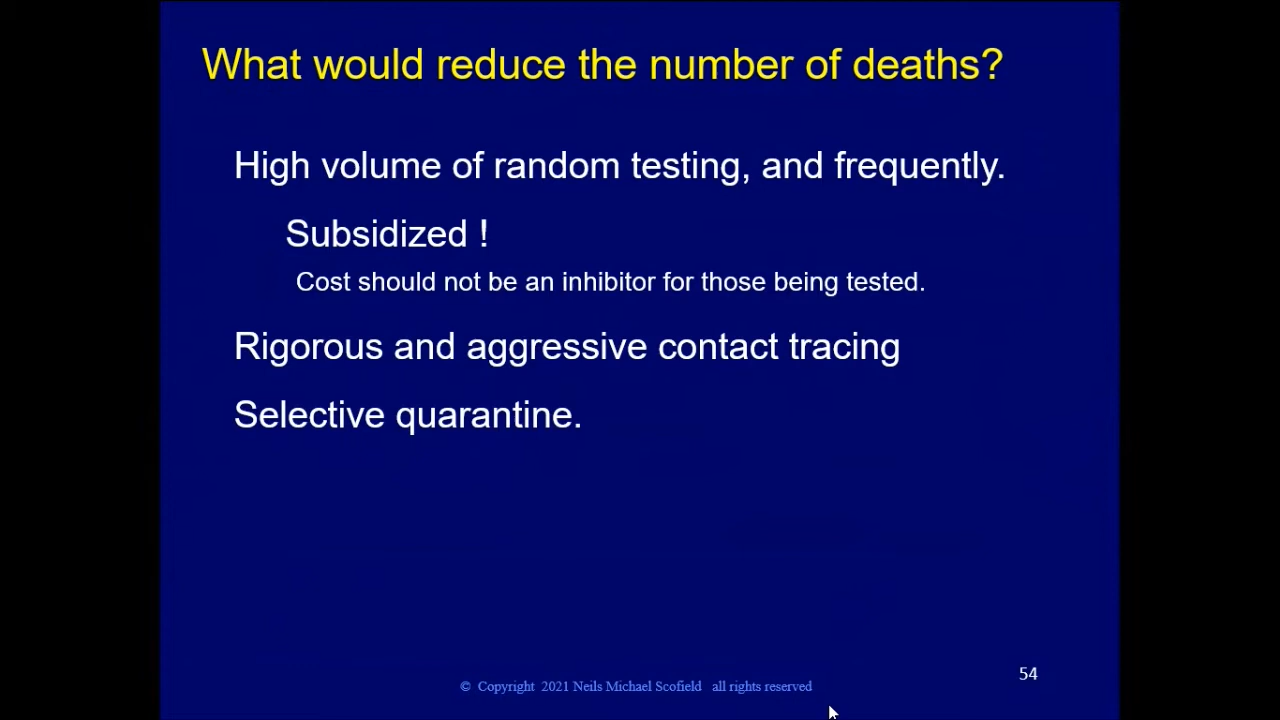 What would reduce the number of deaths?
High volume of random testing, and frequently.
Subsidized !
Cost should not be an inhibitor for those being tested.
Rigorous and aggressive contact tracing
Selective quarantine.
54
© Copyright 2021 Neils Michael Scofield all rights reserved